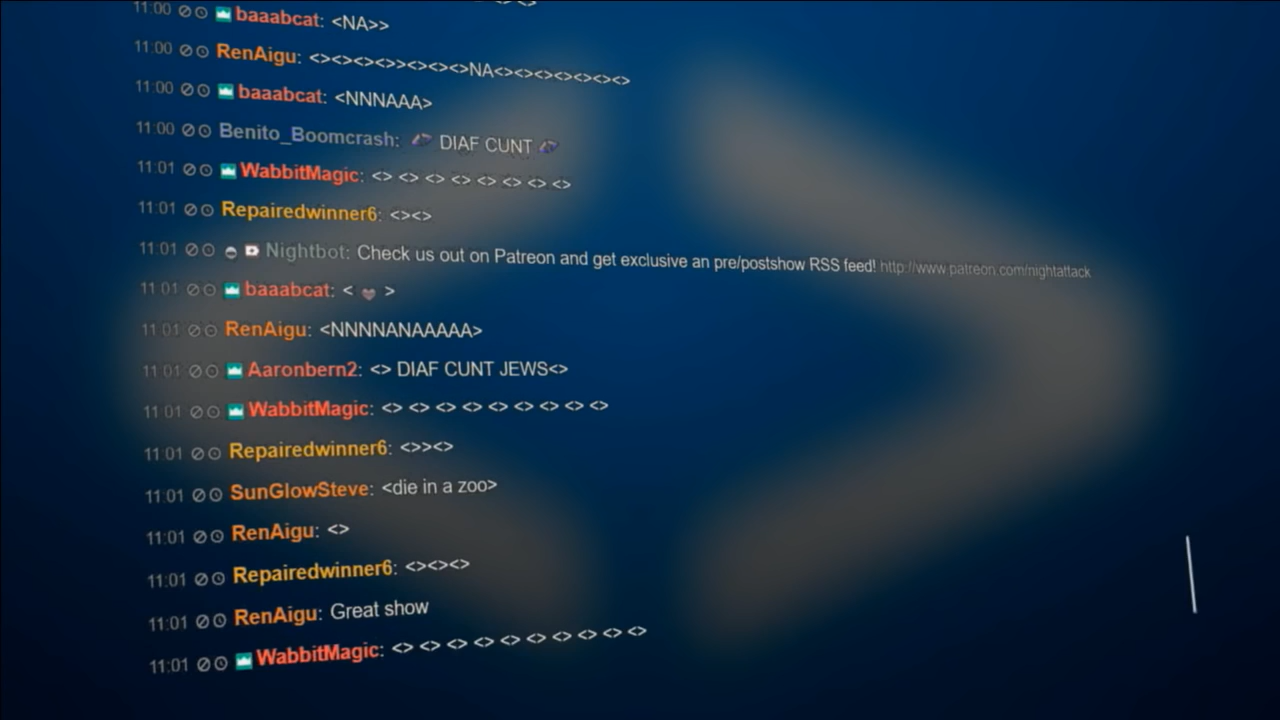 11:00 baaabcat: <NA>>
11:00 RenAigu: <><><><>><><><>NA<><><><><><><>
11:00 baaabcat: <NNNAAA>
11:00 Benito_Boomcrash: DIAF CUNT
11:01 WabbitMagic: <> <> <> <> <> <> <> <>
11:01 Repairedwinner6: <><>
11:01 Nightbot: Check us out on Patreon and get exclusive an pre/postshow RSS feed! http://www.patreon.com/nightattack
11:01 baaabcat: < >
11:01 RenAigu: <NNNNANAAAAA>
11:01 Aaronbern2: <> DIAF CUNT JEWS<>
11:01 WabbitMagic: <> <> <> <> <> <> <> <> <>
11:01 Repairedwinner6: <>><>
11:01 SunGlowSteve: <die in a zoo>
11:01 RenAigu: <>
11:01 Repairedwinner6: <><><>
11:01 RenAigu: Great show
11:01 WabbitMagic: <> <> <> <> <> <> <> <> <> <>